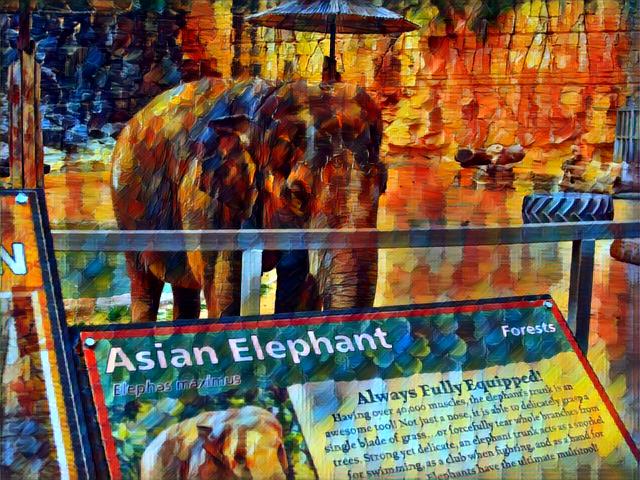 N
Asian Elephant
Forests
Elephas maximus
Always Fully Equipped!
Having over 40,000 muscles, the elephant's trunk is an
awesome tool! Not just a nose, it is able to delicately grasp a
single blade of grass...or forcefully tear whole branches from
trees. Strong yet delicate, an elephant trunk acts as a snorkel
for swimming, as a club when fighting, and as a hand for
Elephants have the ultimate multitool!